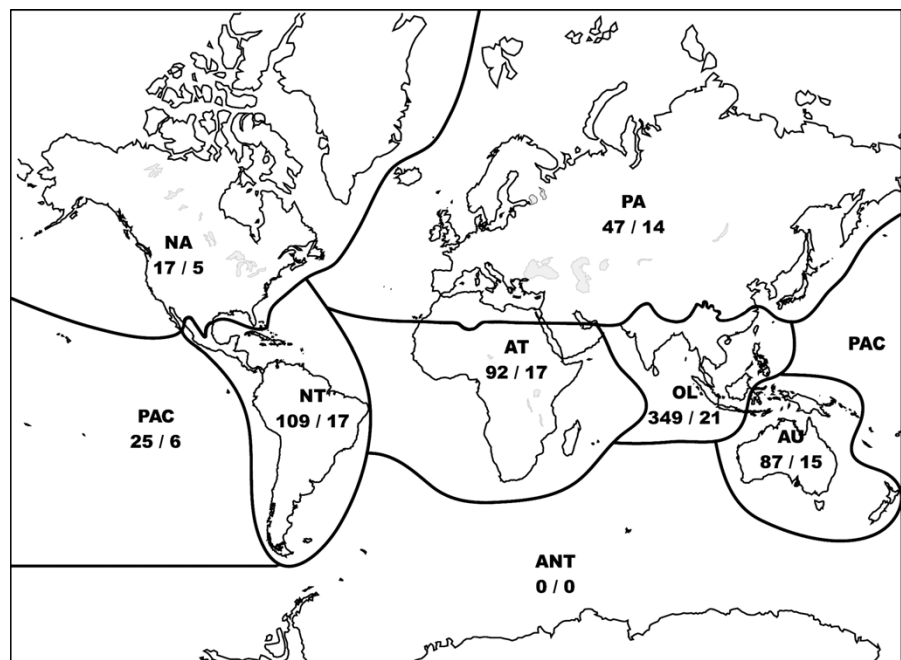 PA
47 / 14
NA
17 / 5
PAC
AT
92 / 17
NT
109 / 17
OL
349 / 21
PAC
25 / 6
AU
87 / 15
ANT
0 / 0